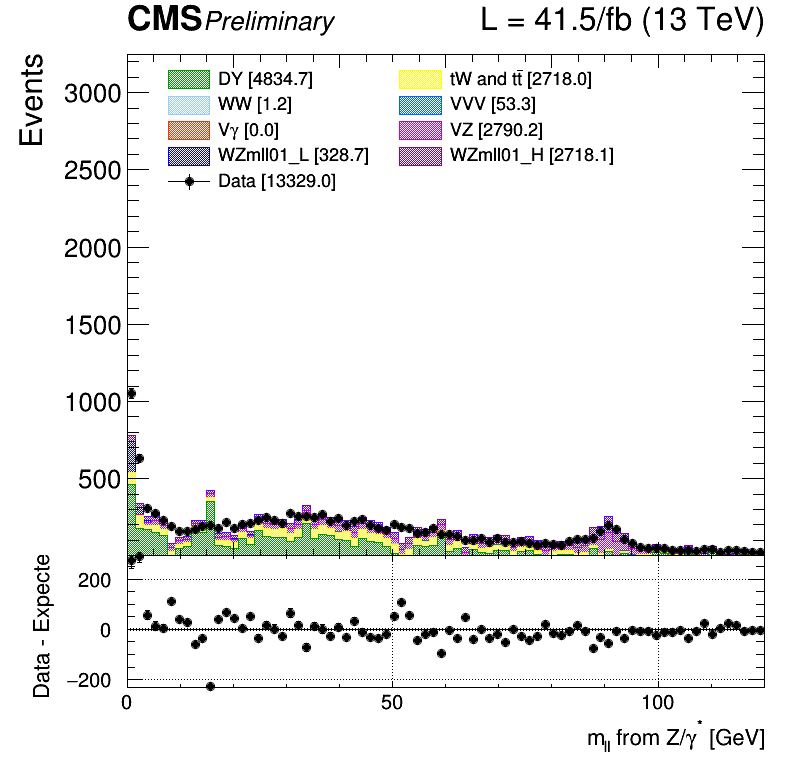 CMS Preliminary L = 41.5/fb (13 TeV)
Events
DY [4834.7] tW and tt̅ [2718.0]
WW [1.2] VVV [53.3]
Vγ [0.0] VZ [2790.2]
WZmll01_L [328.7] WZmll01_H [2718.1]
Data [13329.0]
3000
2500
2000
1500
1000
500
Data - Expecte
200
0
−200
0 50 100
m_ll from Z/γ* [GeV]